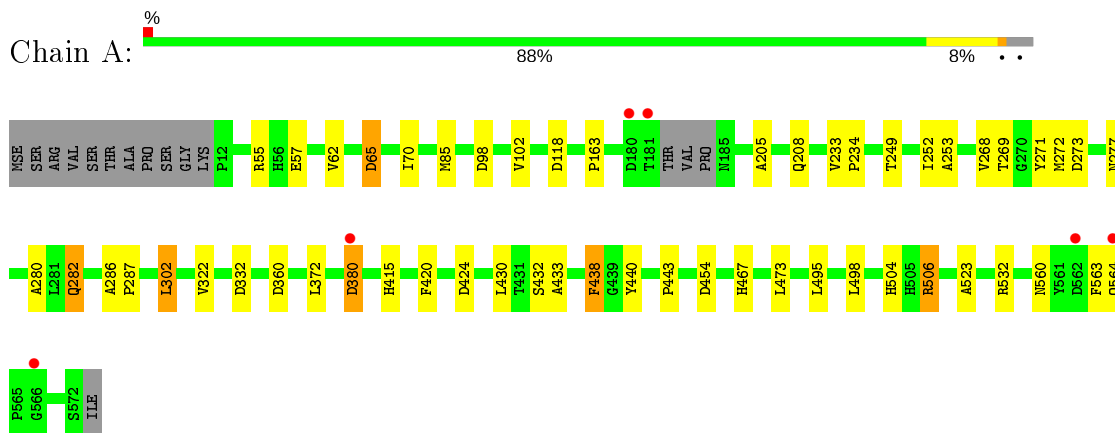 %
Chain A:
88% 8% • •
MSE SER ARG VAL SER THR ALA PRO SER GLY LYS P12 R55 H56 E57 V62 D65 I70 M85 D98 V102 D118 P163 D180 T181 THR VAL PRO N185 A205 Q208 V233 P234 T249 I252 A253 V268 T269 G270 Y271 M272 D273
A280 L281 Q282 A286 P287 L302 V322 D332 D360 L372 D380 H415 F420 D424 L430 T431 S432 A433 F438 G439 Y440 P443 D454 H467 L473 L495 L498 H504 H505 R506 A523 R532 N560 Y561 D562 F563
P565 G566 S572 ILE